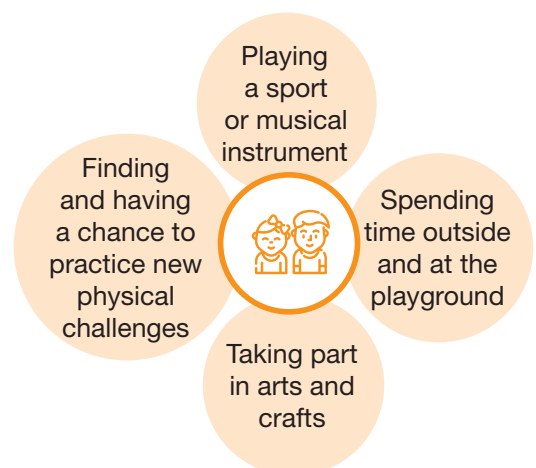 Playing
a sport
or musical
instrument
Finding
and having
a chance to
practice new
physical
challenges
Spending
time outside
and at the
playground
Taking part
in arts and
crafts